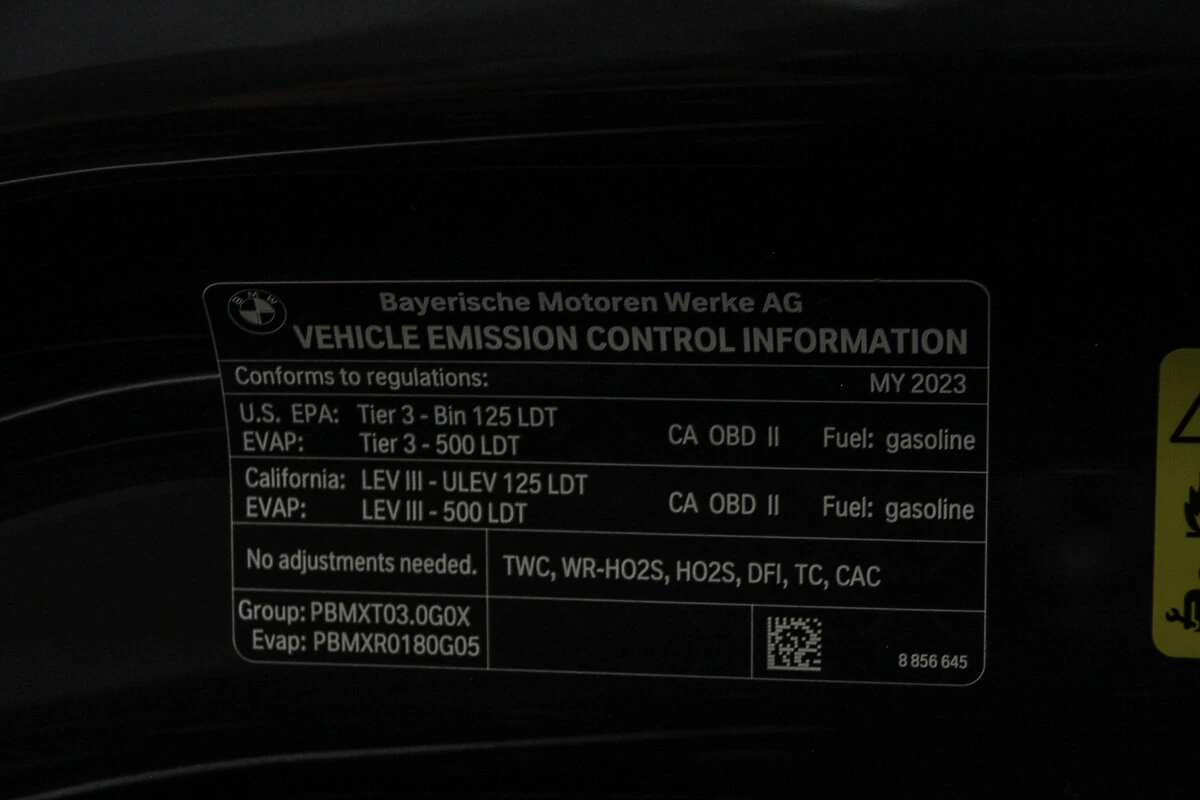 BMW
Bayerische Motoren Werke AG
VEHICLE EMISSION CONTROL INFORMATION
Conforms to regulations: MY 2023
U.S. EPA: Tier 3 - Bin 125 LDT
EVAP: Tier 3 - 500 LDT
CA OBD II Fuel: gasoline
California: LEV III - ULEV 125 LDT
EVAP: LEV III - 500 LDT
CA OBD II Fuel: gasoline
No adjustments needed. TWC, WR-HO2S, HO2S, DFI, TC, CAC
Group: PBMXT03.0G0X
Evap: PBMXR0180G05
8 856 645